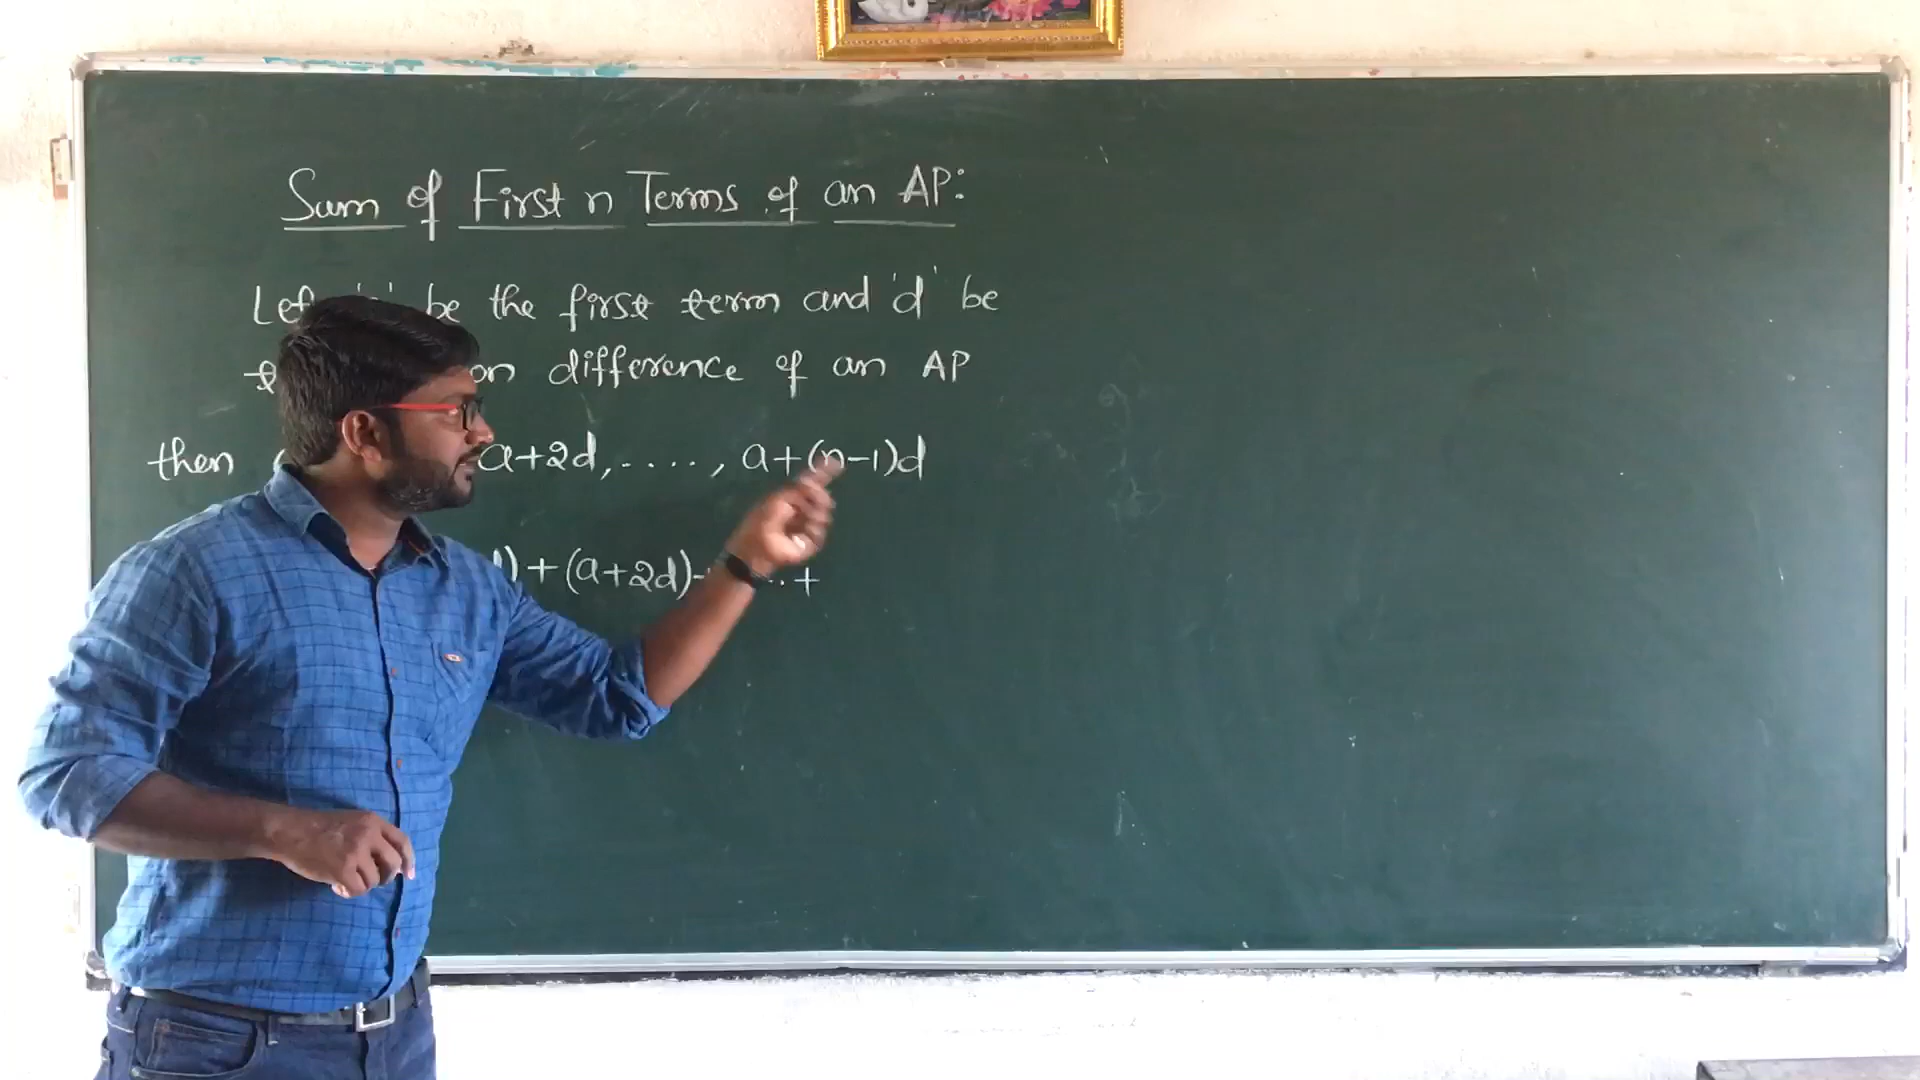 Sum of First n Terms of an AP:
Let be the first term and 'd' be
difference of an AP
then a+2d, ...., a+(n-1)d
+(a+2d)+ ..+